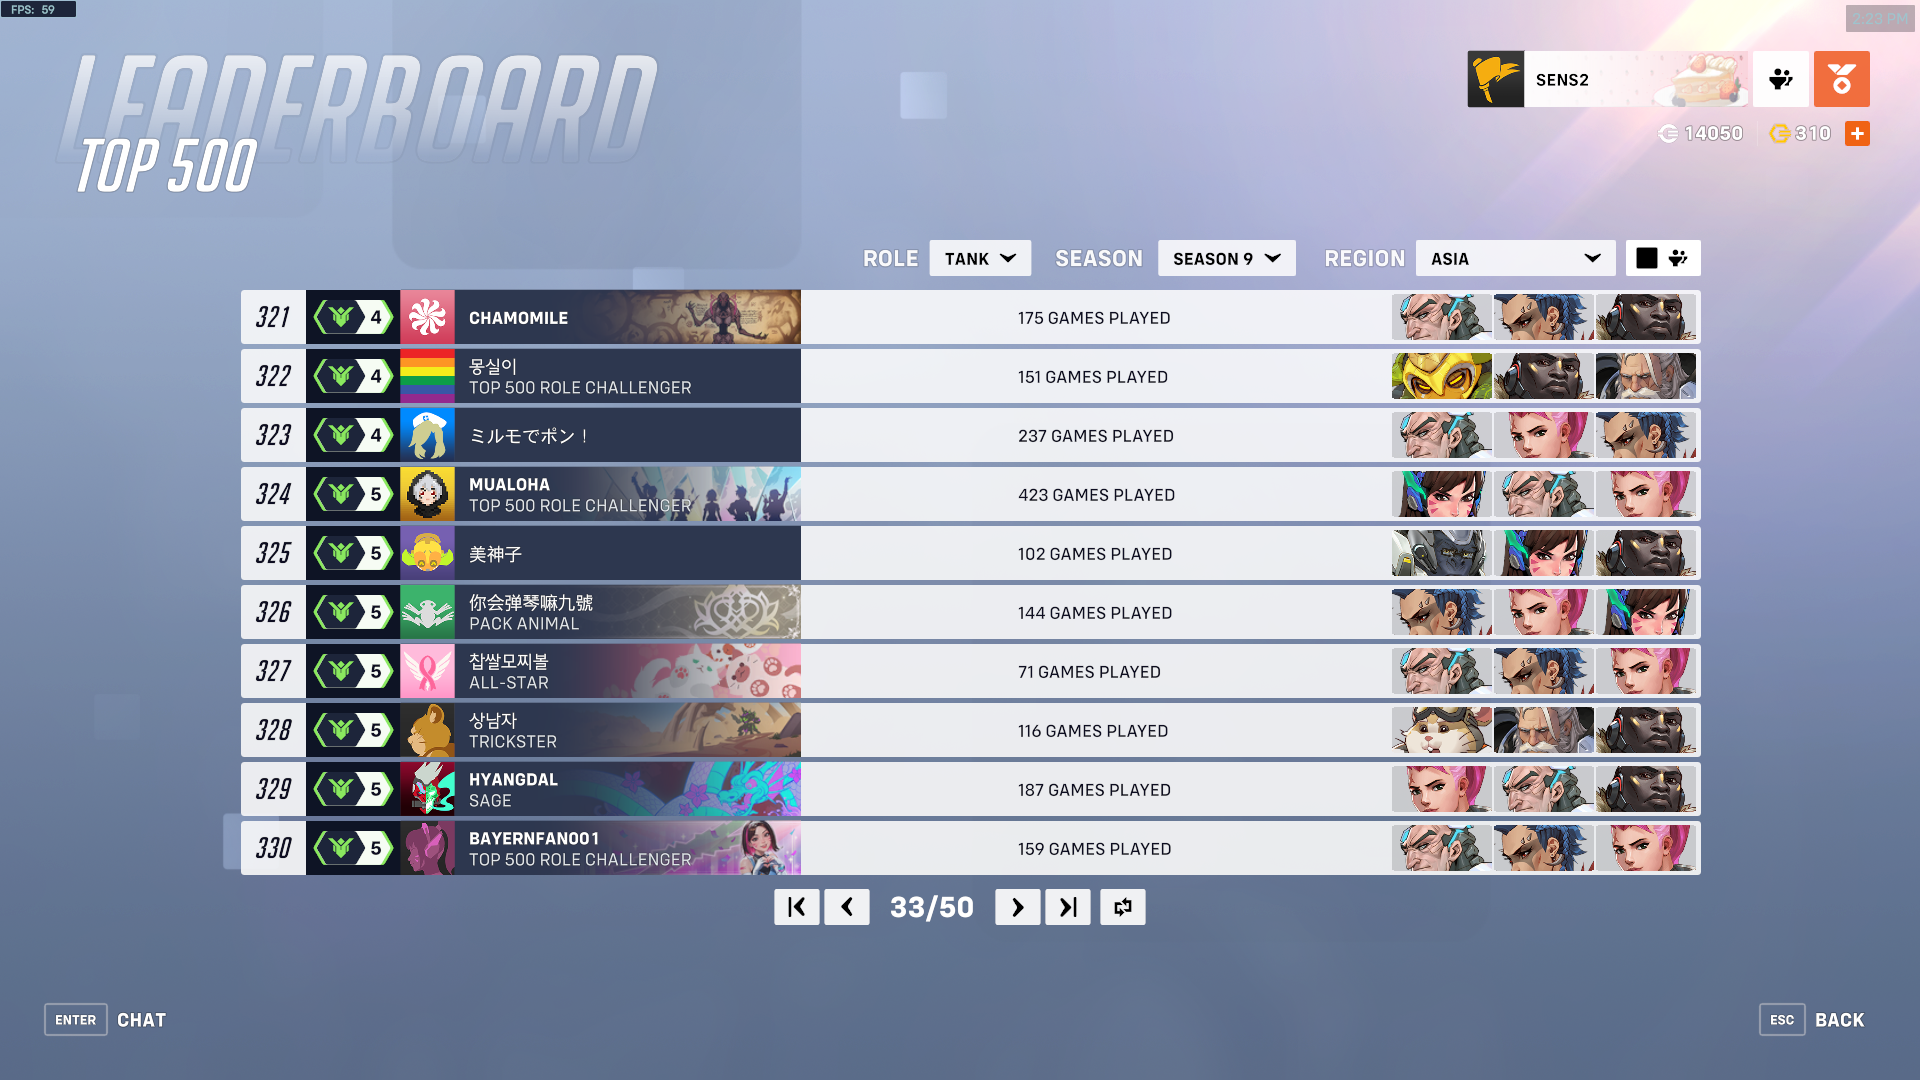 FPS: 59
2:23 PM
LEADERBOARD
TOP 500
SENS2
14050
310
ROLE TANK SEASON SEASON 9 REGION ASIA
321 4 CHAMOMILE 175 GAMES PLAYED
322 4 몽실이 151 GAMES PLAYED
TOP 500 ROLE CHALLENGER
323 4 ミルモでポン! 237 GAMES PLAYED
324 5 MUALOHA 423 GAMES PLAYED
TOP 500 ROLE CHALLENGER
325 5 美神子 102 GAMES PLAYED
326 5 你会弹琴嘛九號 144 GAMES PLAYED
PACK ANIMAL
327 5 찹쌀모찌볼 71 GAMES PLAYED
ALL-STAR
328 5 상남자 116 GAMES PLAYED
TRICKSTER
329 5 HYANGDAL 187 GAMES PLAYED
SAGE
330 5 BAYERNFAN001 159 GAMES PLAYED
TOP 500 ROLE CHALLENGER
33/50
ENTER CHAT
ESC BACK